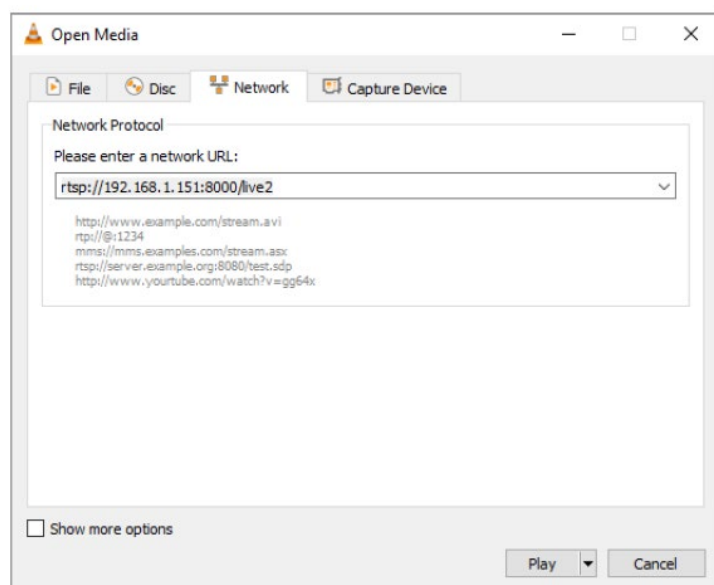 Open Media
File Disc Network Capture Device
Network Protocol
Please enter a network URL:
rtsp://192.168.1.151:8000/live2
http://www.example.com/stream.avi
rtp://@:1234
mms://mms.examples.com/stream.asx
rtsp://server.example.org:8080/test.sdp
http://www.yourtube.com/watch?v=gg64x
Show more options
Play Cancel